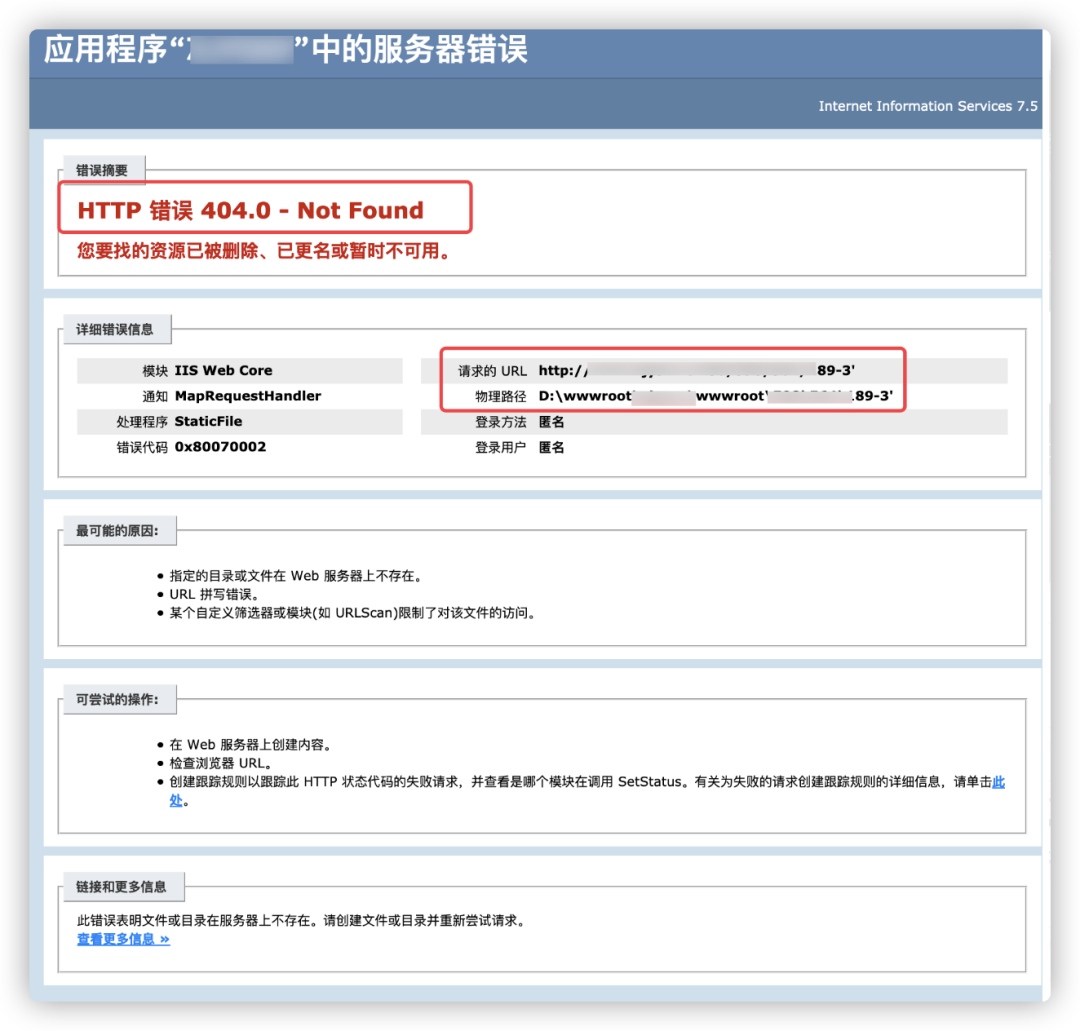 应用程序“ ”中的服务器错误
Internet Information Services 7.5
错误摘要
HTTP 错误 404.0 - Not Found
您要找的资源已被删除、已更名或暂时不可用。
详细错误信息
模块 IIS Web Core
通知 MapRequestHandler
处理程序 StaticFile
错误代码 0x80070002
请求的 URL http:// 89-3'
物理路径 D:\wwwroot\ wwwroot\ 89-3'
登录方法 匿名
登录用户 匿名
最可能的原因:
• 指定的目录或文件在 Web 服务器上不存在。
• URL 拼写错误。
• 某个自定义筛选器或模块(如 URLScan)限制了对该文件的访问。
可尝试的操作:
• 在 Web 服务器上创建内容。
• 检查浏览器 URL。
• 创建跟踪规则以跟踪此 HTTP 状态代码的失败请求，并查看是哪个模块在调用 SetStatus。有关为失败的请求创建跟踪规则的详细信息，请单击此
处。
链接和更多信息
此错误表明文件或目录在服务器上不存在。请创建文件或目录并重新尝试请求。
查看更多信息 »